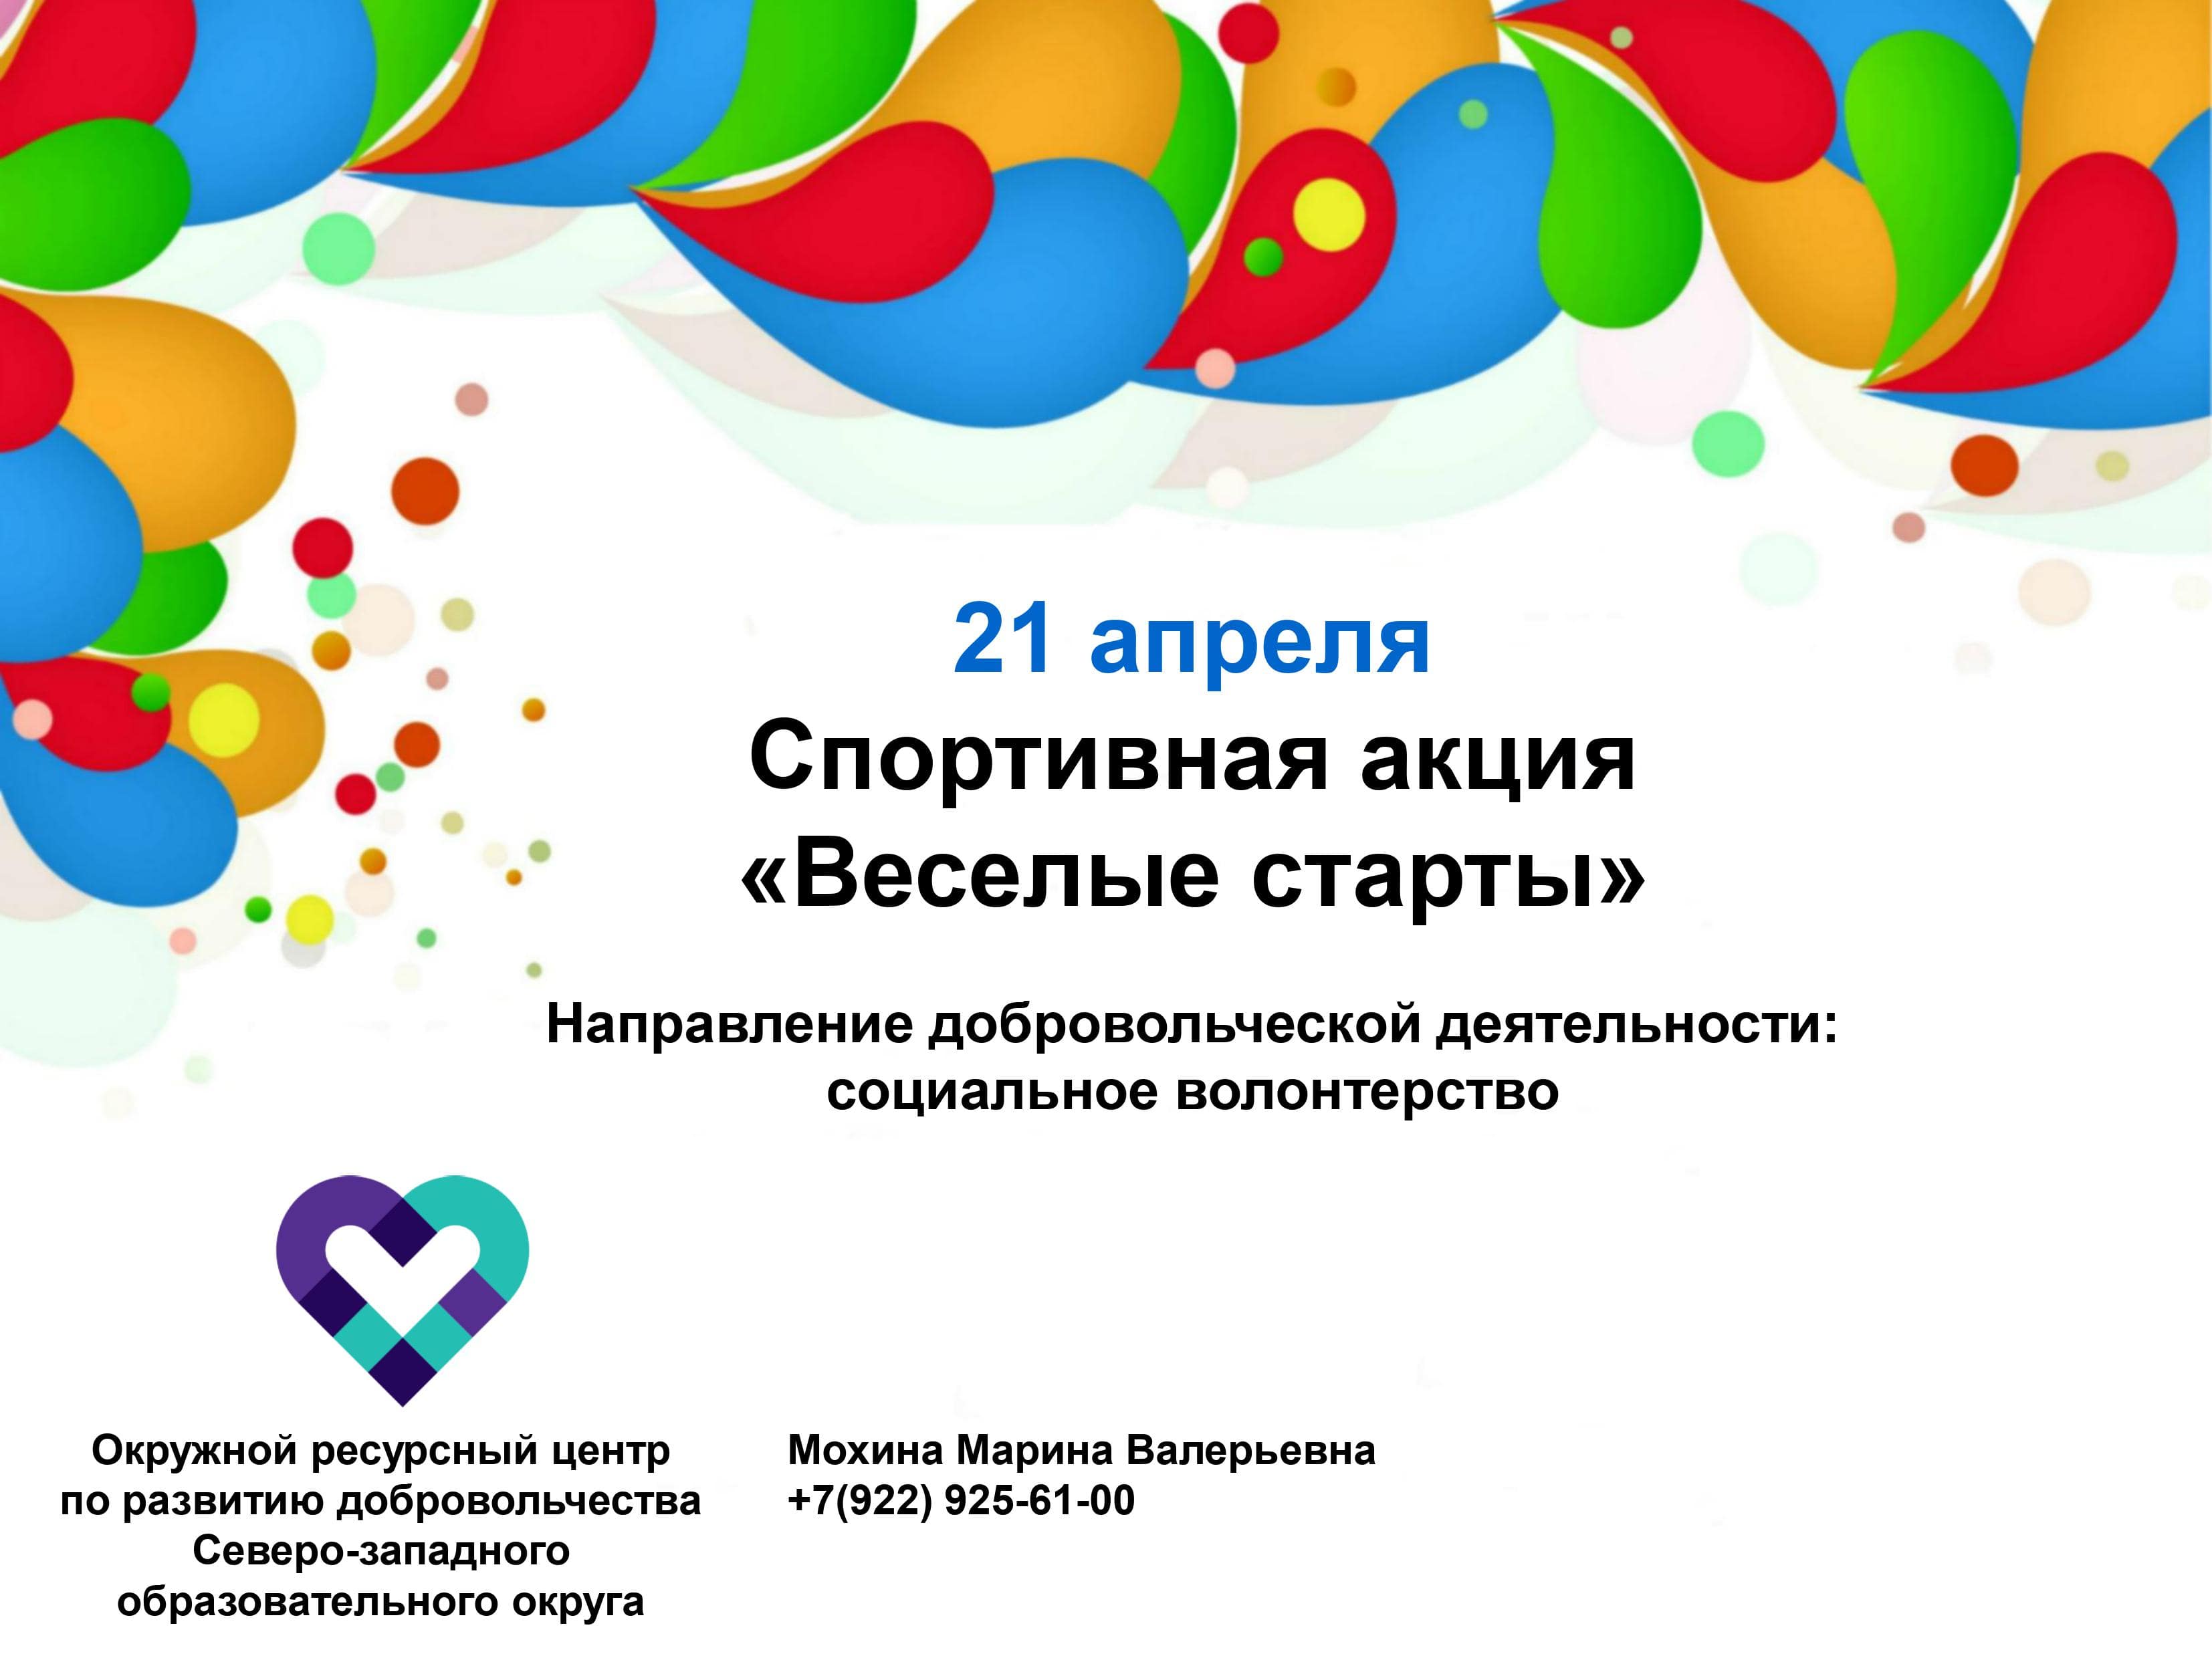 21 апреля
Спортивная акция
«Веселые старты»
Направление добровольческой деятельности:
социальное волонтерство
Окружной ресурсный центр
по развитию добровольчества
Северо-западного
образовательного округа
Мохина Марина Валерьевна
+7(922) 925-61-00